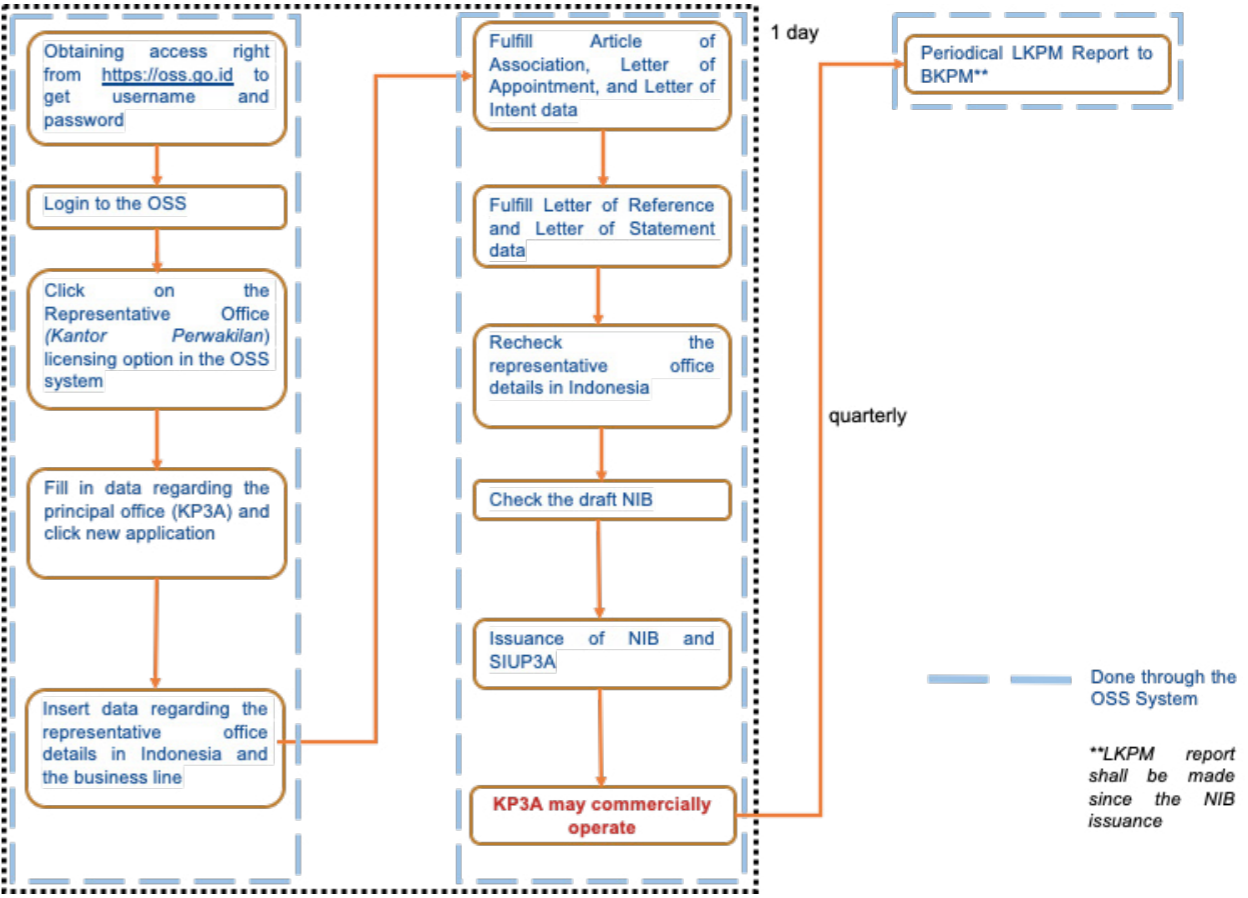 Obtaining access right
from https://oss.go.id to
get username and
password
Login to the OSS
Click on the
Representative Office
(Kantor Perwakilan)
licensing option in the OSS
system
Fill in data regarding the
principal office (KP3A) and
click new application
Insert data regarding the
representative office
details in Indonesia and
the business line
Fulfill Article of
Association, Letter of
Appointment, and Letter of
Intent data
Fulfill Letter of Reference
and Letter of Statement
data
Recheck the
representative office
details in Indonesia
Check the draft NIB
Issuance of NIB and
SIUP3A
KP3A may commercially
operate
1 day
quarterly
Periodical LKPM Report to
BKPM**
Done through the
OSS System
**LKPM report
shall be made
since the NIB
issuance